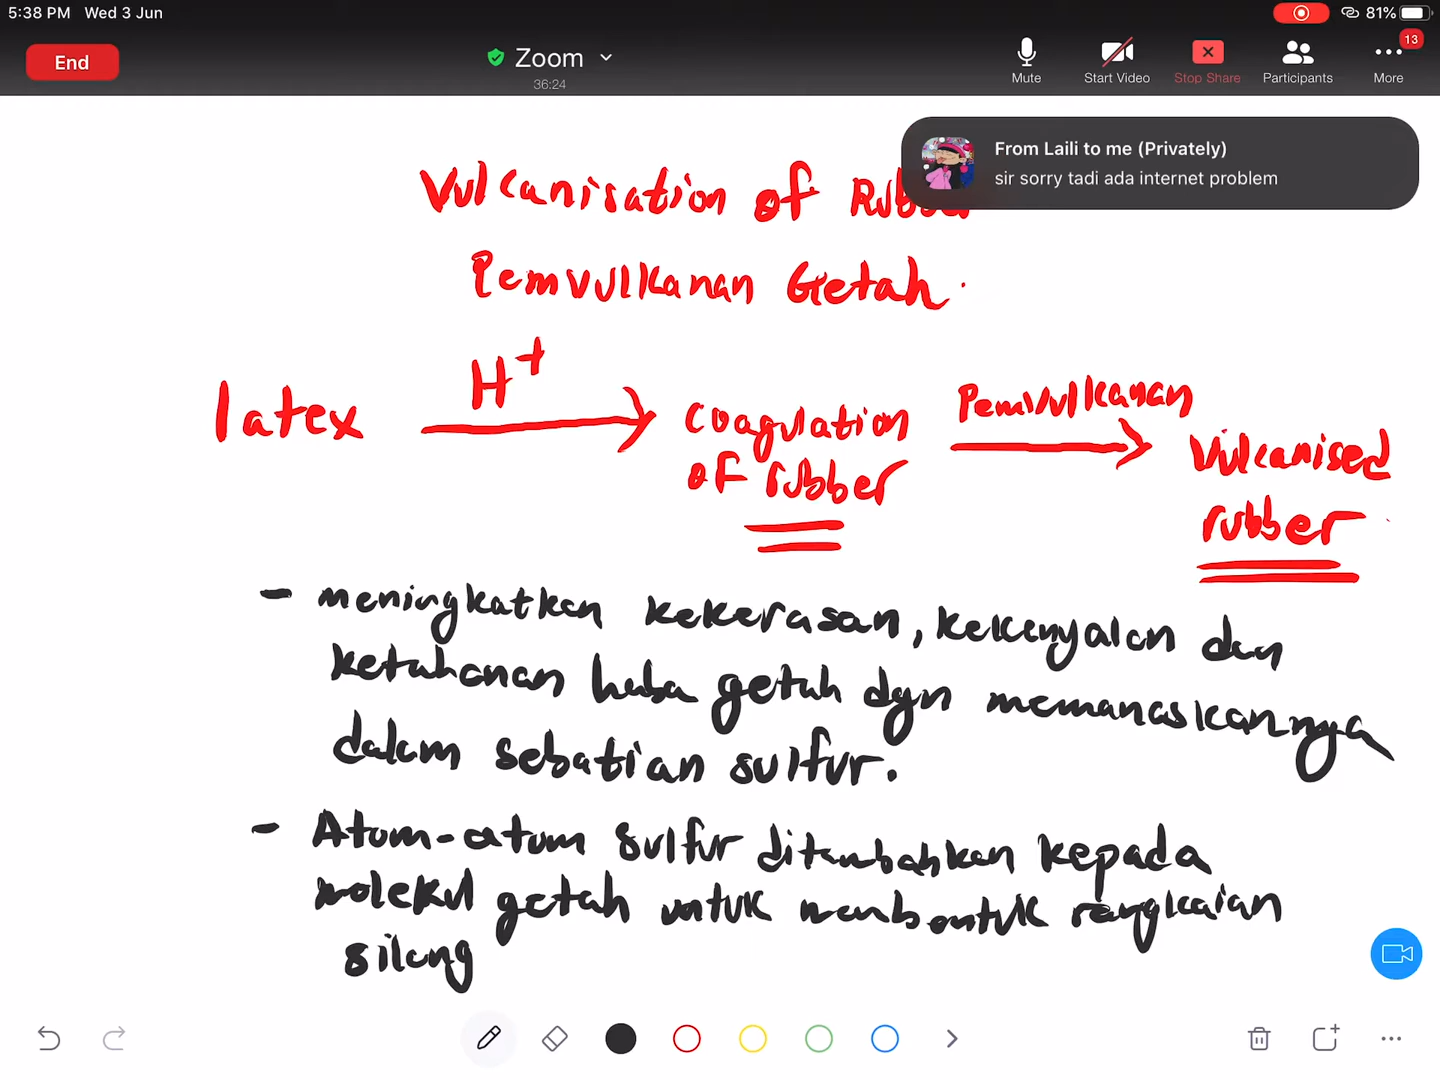 5:38 PM Wed 3 Jun
81%
End
Zoom
36:24
Mute
Start Video
Stop Share
Participants
More
13
From Laili to me (Privately)
sir sorry tadi ada internet problem
Vulcanisation of Rubber
Pemvulkanan Getah.
latex
H+
coagulation
of rubber
Pemvulkanan
Vulcanised
rubber
- meningkatkan kekerasan, kekenyalan dan
ketahanan haba getah dgn memanaskannya
dalam sebatian sulfur.
- Atom-atom sulfur ditambahkan kepada
molekul getah untuk membentuk rangkaian
silang